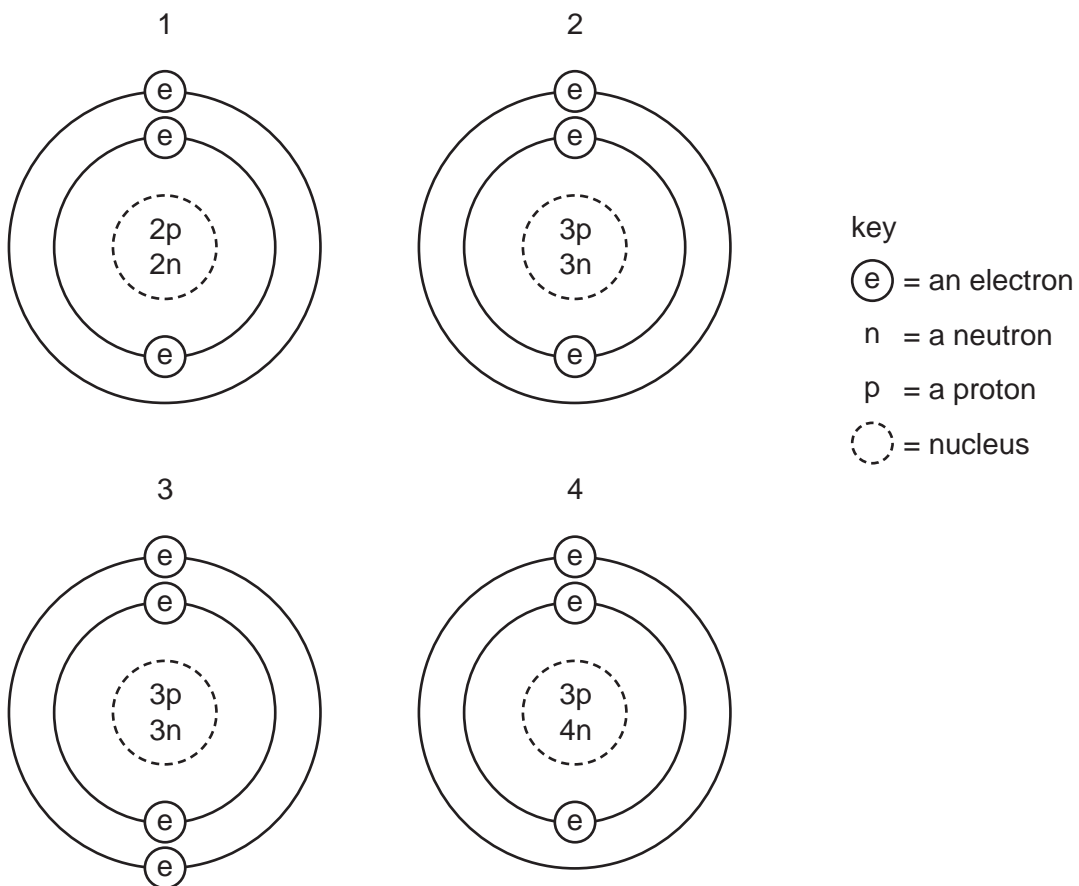 1
e
e
2p
2n
e
2
e
e
3p
3n
e
key
e = an electron
n = a neutron
p = a proton
= nucleus
3
e
e
3p
3n
e
e
4
e
e
3p
4n
e